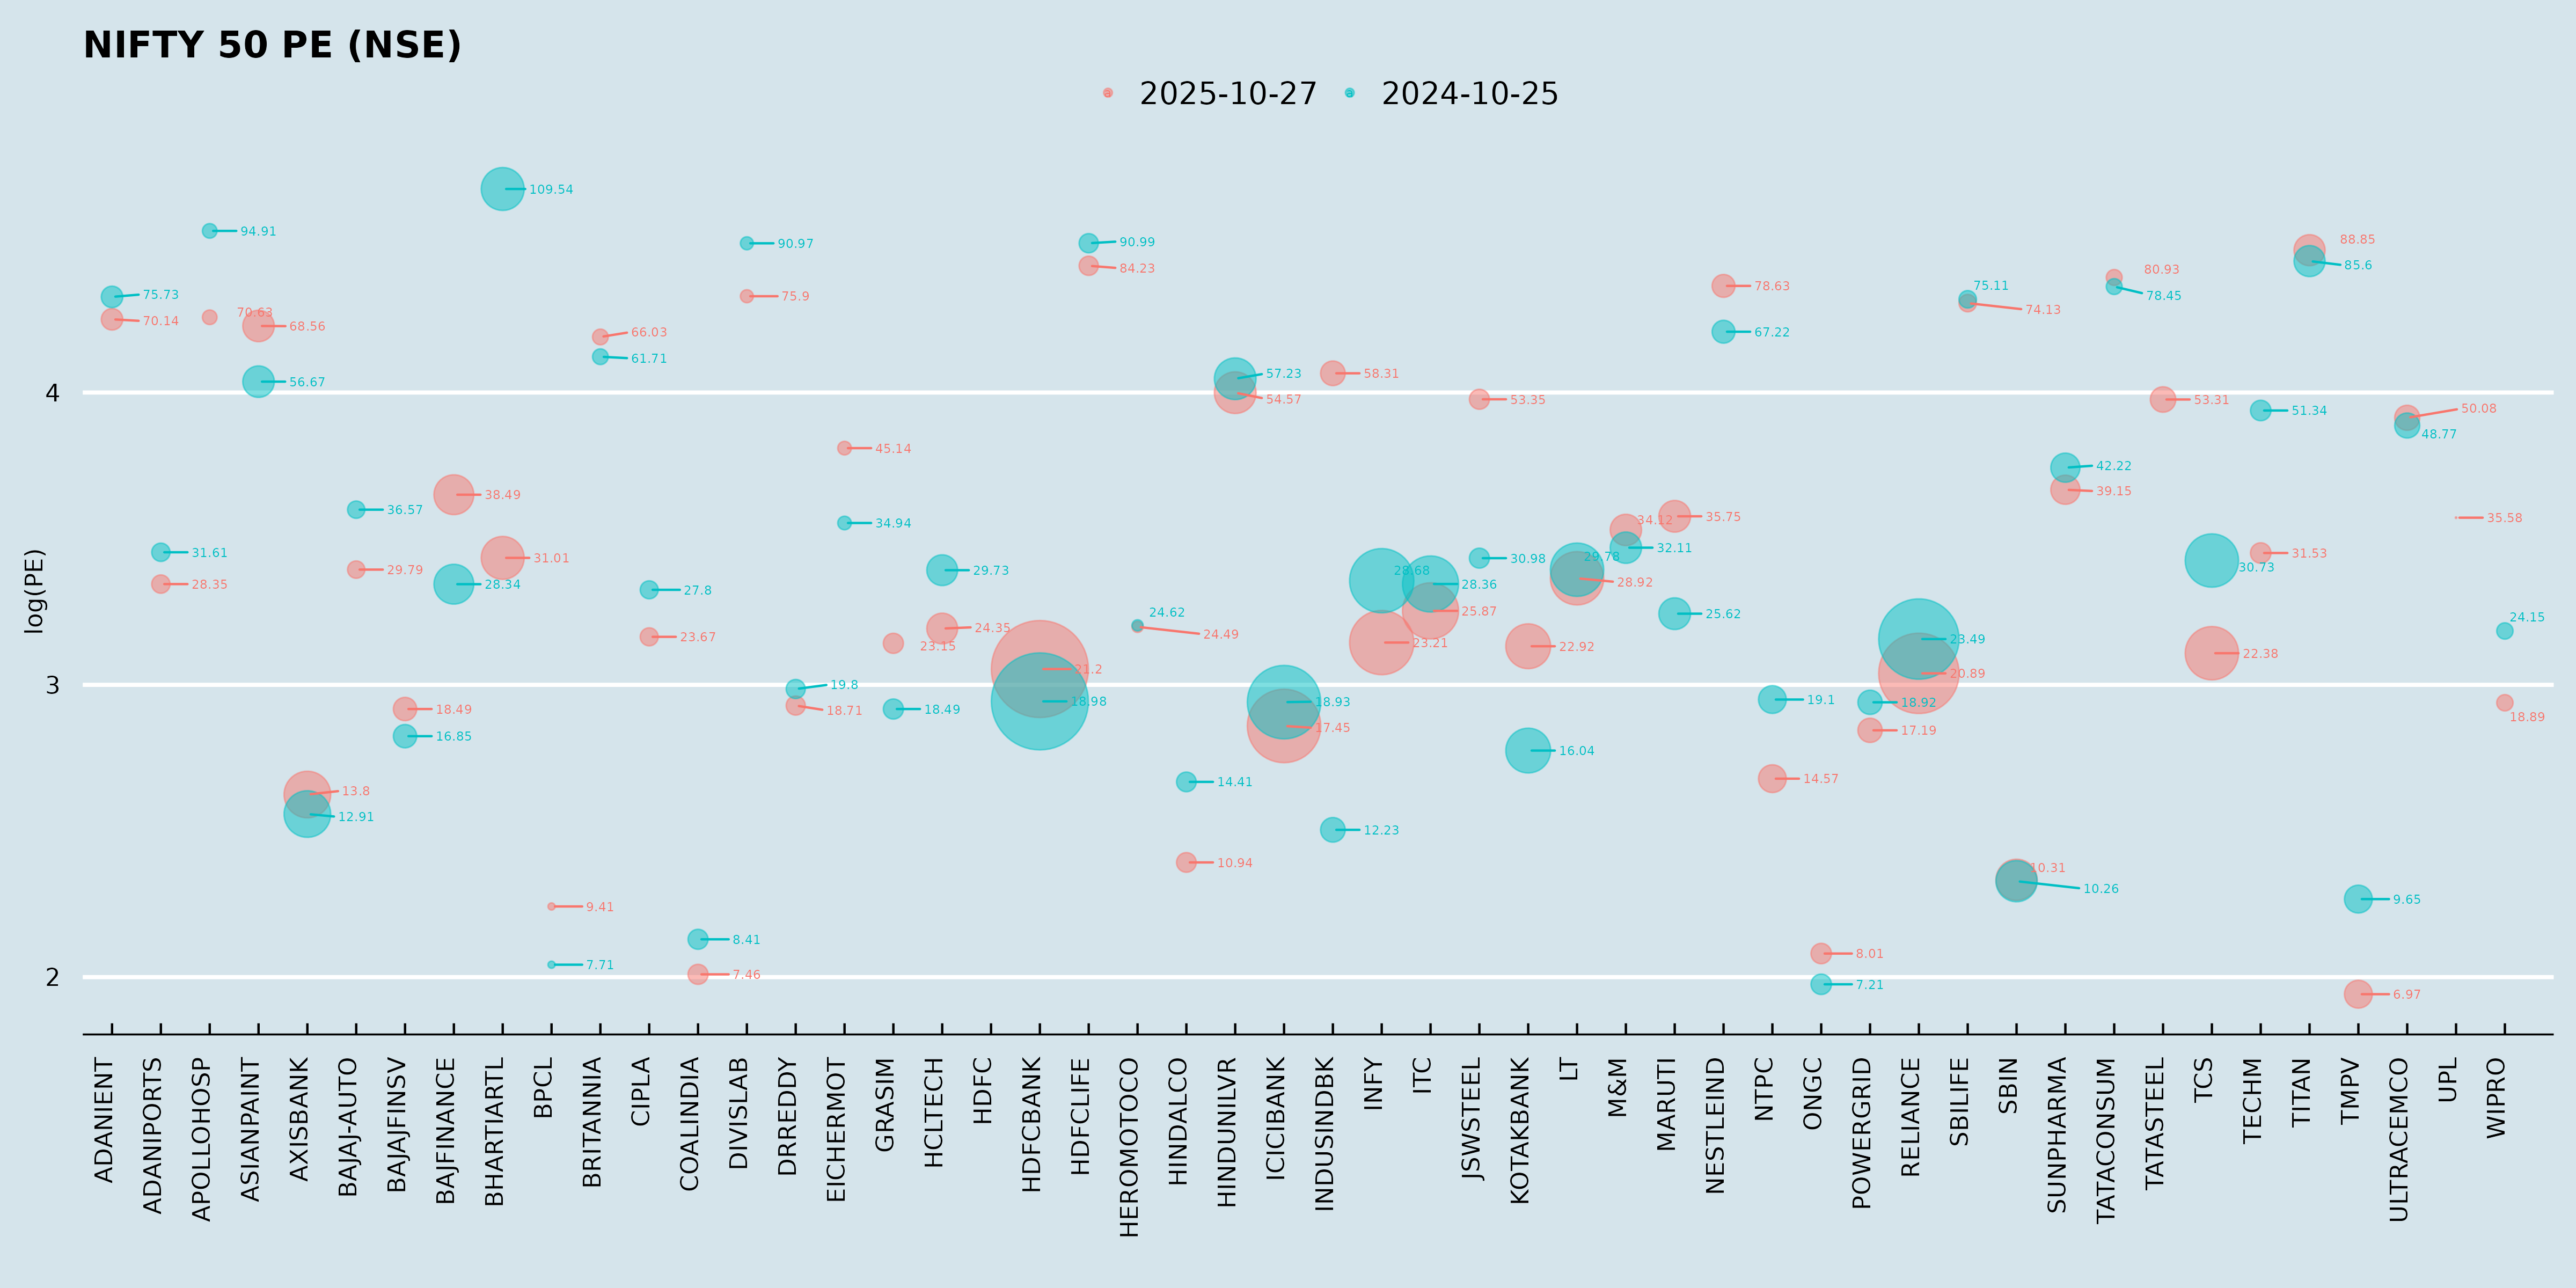 NIFTY 50 PE (NSE)
2025-10-27 2024-10-25
109.54
94.91
90.97
90.99
88.85
84.23
85.6
80.93
75.73
75.9
78.63
75.11
78.45
70.14
70.63
68.56
74.13
66.03
67.22
61.71
56.67
57.23
58.31
4
54.57
53.35
53.31
50.08
51.34
48.77
45.14
42.22
38.49
39.15
36.57
34.94
34.12
35.75
35.58
31.61
31.01
30.98
29.78
32.11
31.53
29.79
29.73
28.68
30.73
28.35
28.34
27.8
28.36
28.92
log(PE)
24.62
25.87
25.62
24.15
23.67
24.35
24.49
23.15
23.21
22.92
23.49
22.38
21.2
20.89
3
19.8
18.49
18.71
18.49
18.98
18.93
19.1
18.92
18.89
16.85
17.45
17.19
16.04
14.41
14.57
13.8
12.91
12.23
10.94
10.31
10.26
9.41
9.65
8.41
8.01
7.71
7.46
2
7.21
6.97
ADANIENT
ADANIPORTS
APOLLOHOSP
ASIANPAINT
AXISBANK
BAJAJ-AUTO
BAJAJFINSV
BAJFINANCE
BHARTIARTL
BPCL
BRITANNIA
CIPLA
COALINDIA
DIVISLAB
DRREDDY
EICHERMOT
GRASIM
HCLTECH
HDFC
HDFCBANK
HDFCLIFE
HEROMOTOCO
HINDALCO
HINDUNILVR
ICICIBANK
INDUSINDBK
INFY
ITC
JSWSTEEL
KOTAKBANK
LT
M&M
MARUTI
NESTLEIND
NTPC
ONGC
POWERGRID
RELIANCE
SBILIFE
SBIN
SUNPHARMA
TATACONSUM
TATASTEEL
TCS
TECHM
TITAN
TMPV
ULTRACEMCO
UPL
WIPRO